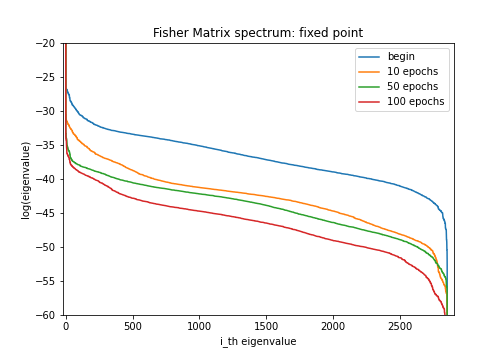 Fisher Matrix spectrum: fixed point
−20
−25
−30
−35
−40
−45
−50
−55
−60
log(eigenvalue)
begin
10 epochs
50 epochs
100 epochs
0
500
1000
1500
2000
2500
i_th eigenvalue